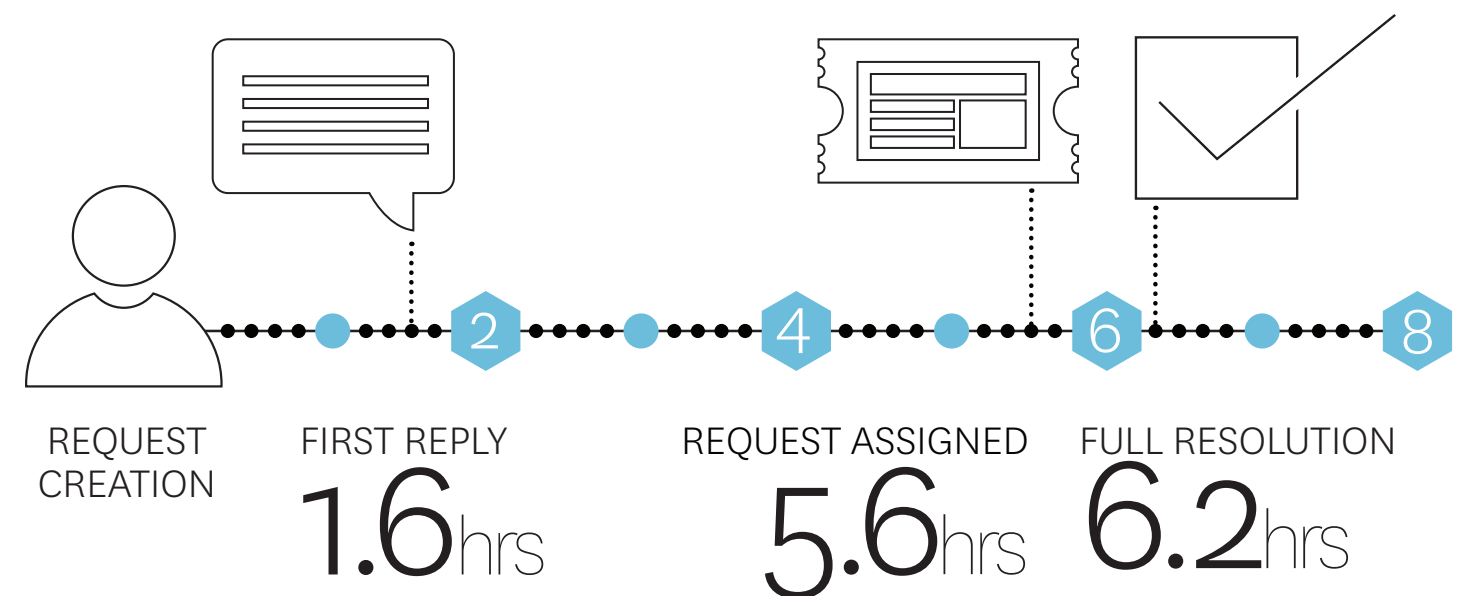 2
4
6
8
REQUEST
CREATION
FIRST REPLY
1.6hrs
REQUEST ASSIGNED
5.6hrs
FULL RESOLUTION
6.2hrs